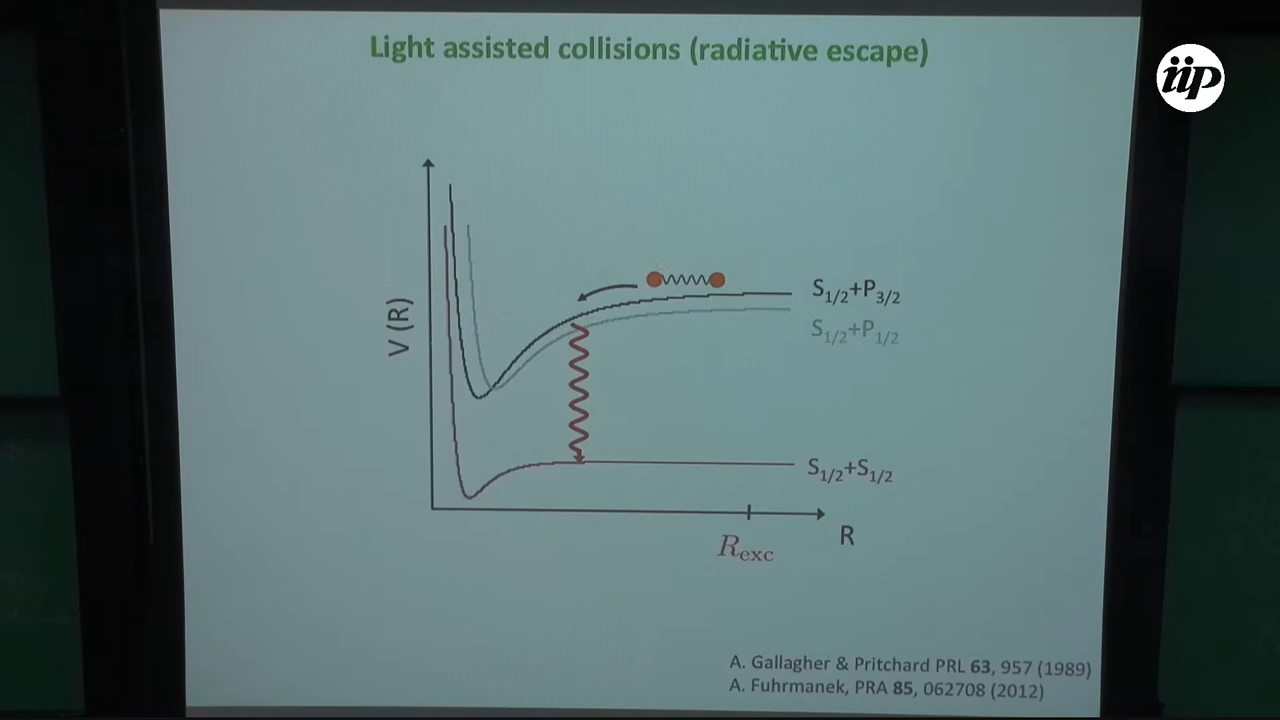 Light assisted collisions (radiative escape)
iip
V (R)
S1/2+P3/2
S1/2+P1/2
S1/2+S1/2
R
Rexc
A. Gallagher & Pritchard PRL 63, 957 (1989)
A. Fuhrmanek, PRA 85, 062708 (2012)